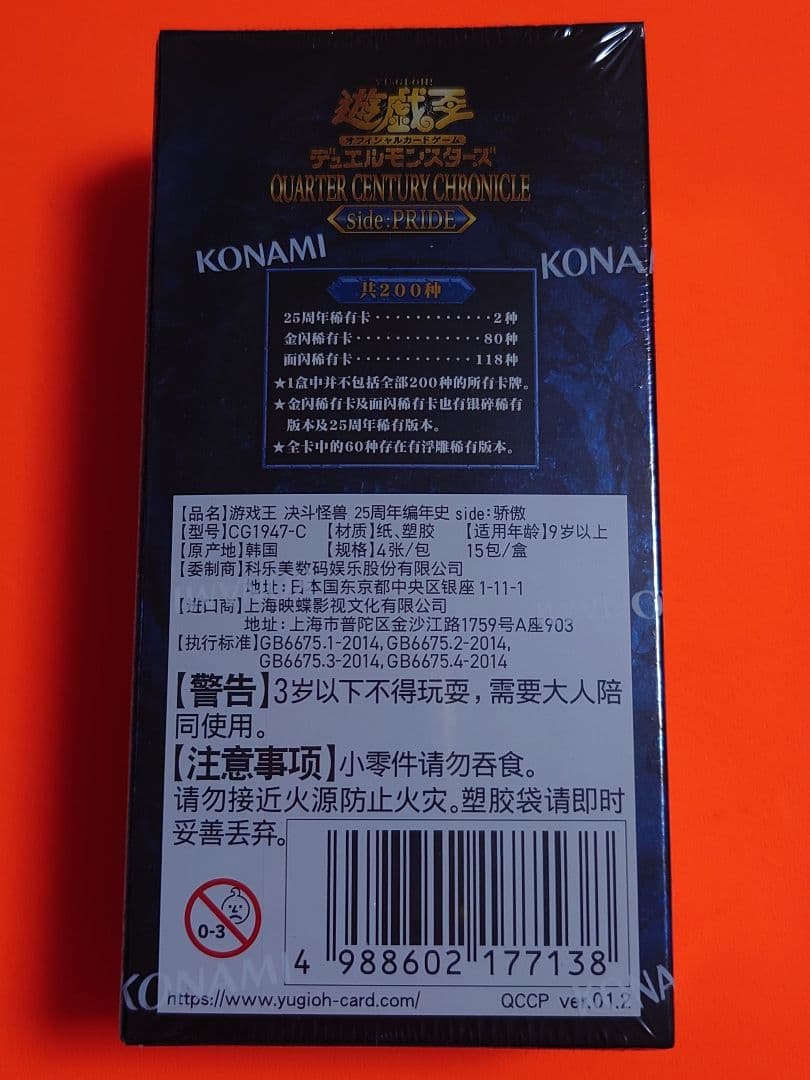 YU-GI-OH!
遊戯王
オフィシャルカードゲーム
デュエルモンスターズ
QUARTER CENTURY CHRONICLE
side:PRIDE
KONAMI
KONA
共200种
25周年稀有卡············2种
金闪稀有卡············80种
面闪稀有卡············118种
★1盒中并不包括全部200种的所有卡牌。
★金闪稀有卡及面闪稀有卡也有银碎稀有
版本及25周年稀有版本。
★全卡中的60种存在有浮雕稀有版本。
【品名】游戏王 决斗怪兽 25周年编年史 side:骄傲
【型号】CG1947-C 【材质】纸、塑胶 【适用年龄】9岁以上
【原产地】韩国 【规格】4张/包 15包/盒
【委制商】科乐美数码娱乐股份有限公司
地址:日本国东京都中央区银座 1-11-1
【进口商】上海映蝶影视文化有限公司
地址:上海市普陀区金沙江路1759号A座903
【执行标准】GB6675.1-2014, GB6675.2-2014,
GB6675.3-2014, GB6675.4-2014
【警告】3岁以下不得玩耍,需要大人陪
同使用。
【注意事项】小零件请勿吞食。
请勿接近火源防止火灾。塑胶袋请即时
妥善丢弃。
0-3
4 988602 177138
KONAMI
NA
https://www.yugioh-card.com/ QCCP ver.01.2